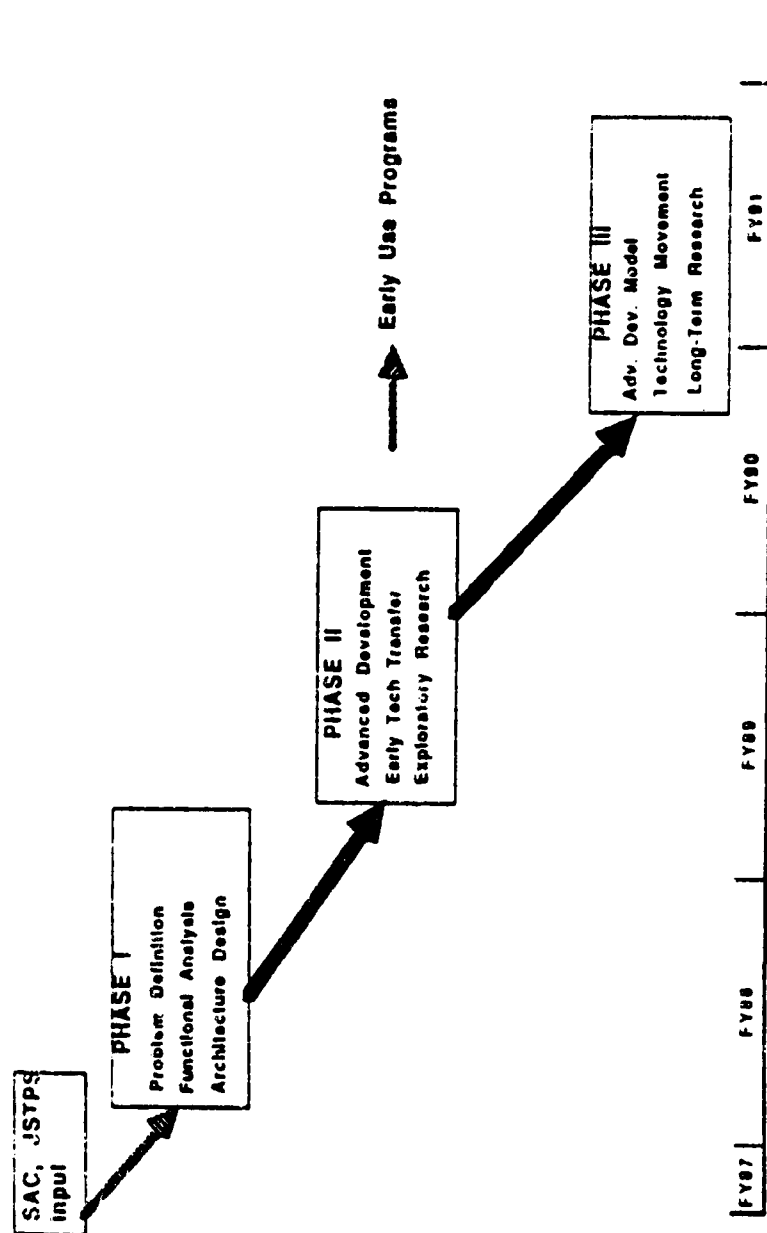 SAC, JSTPS
input
PHASE I
Problem Definition
Functional Analysis
Architecture Design
PHASE II
Advanced Development
Early Tech Transfer
Exploratory Research
Early Use Programs
PHASE III
Adv. Dev. Model
Technology Movement
Long-Term Research
FY87
FY88
FY89
FY90
FY91